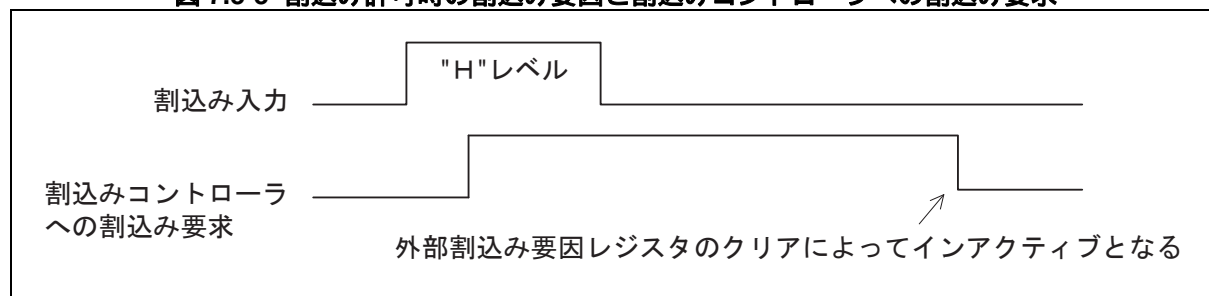 "H"レベル
割込み入力
割込みコントローラ
への割込み要求
外部割込み要因レジスタのクリアによってインアクティブとなる